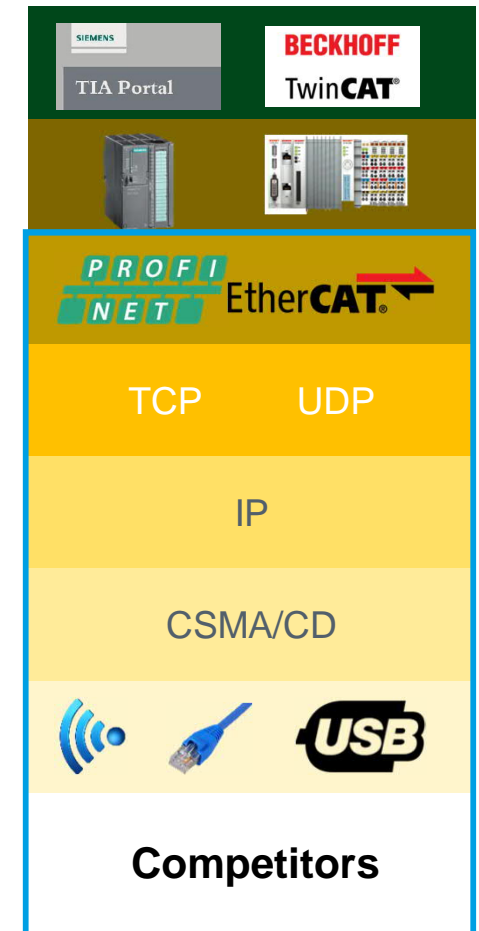 SIEMENS
TIA Portal
BECKHOFF
TwinCAT®
PROFI
NET
EtherCAT®
TCP UDP
IP
CSMA/CD
USB
Competitors